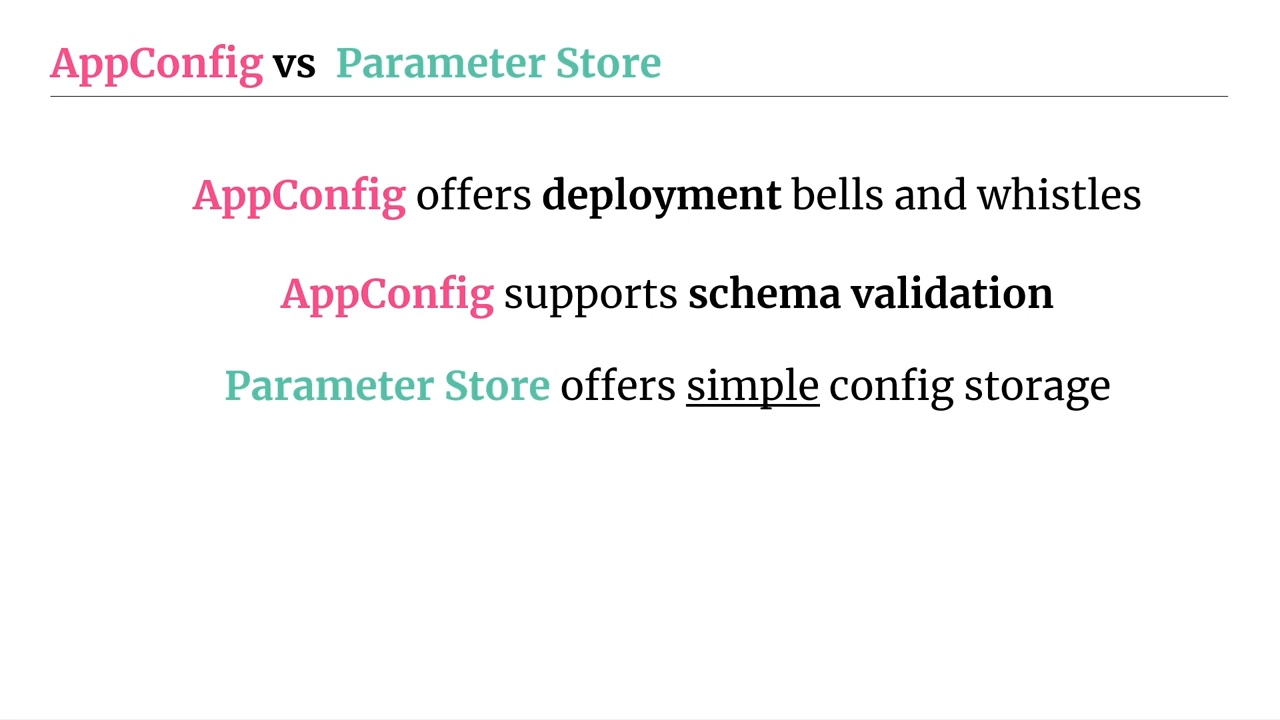 AppConfig vs Parameter Store
AppConfig offers deployment bells and whistles
AppConfig supports schema validation
Parameter Store offers simple config storage